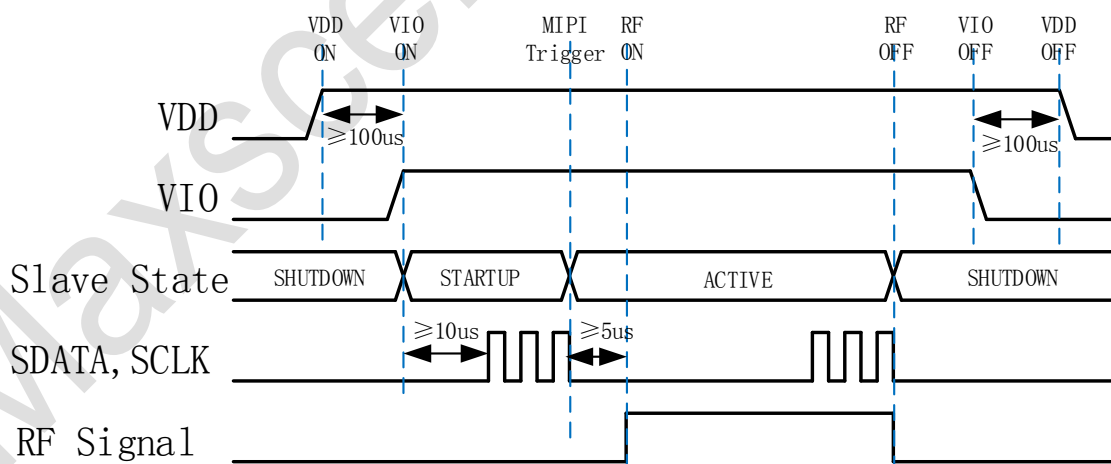 VDD VIO MIPI RF RF VIO VDD
ON ON Trigger ON OFF OFF OFF
VDD
≥100us ≥100us
VIO
Slave State SHUTDOWN STARTUP ACTIVE SHUTDOWN
≥10us ≥5us
SDATA, SCLK
RF Signal